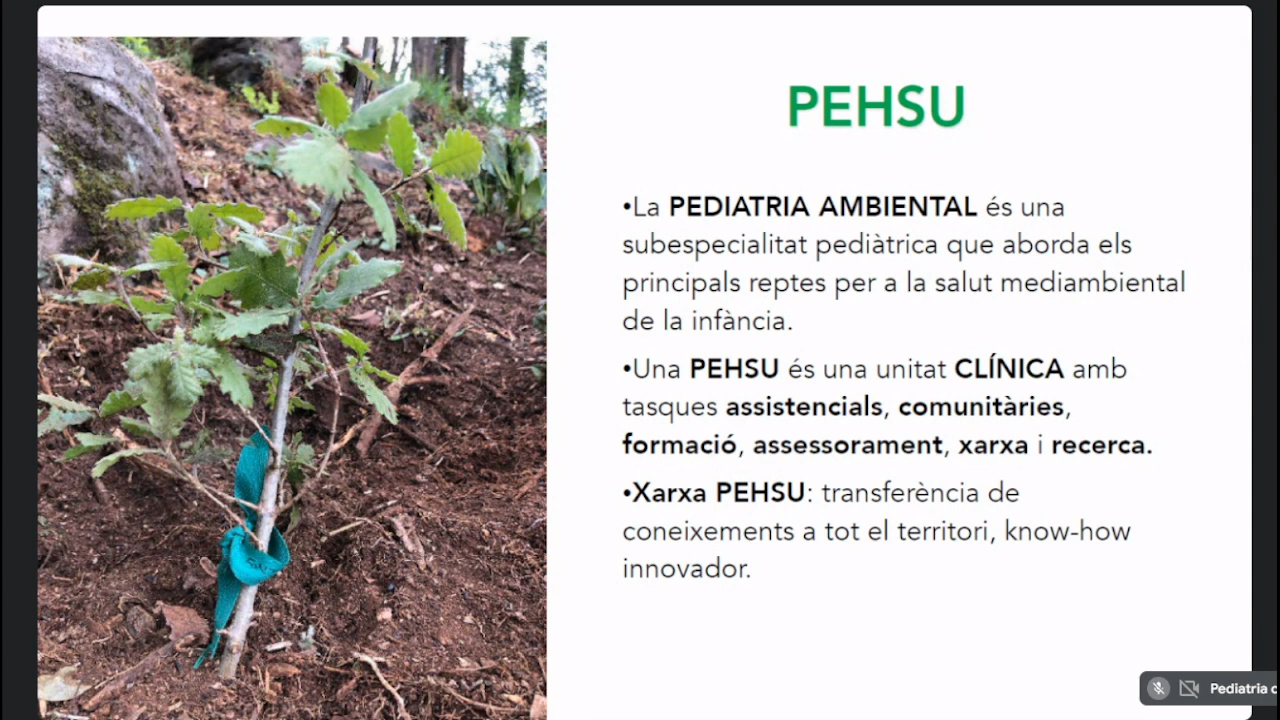 PEHSU
•La PEDIATRIA AMBIENTAL és una
subespecialitat pediàtrica que aborda els
principals reptes per a la salut mediambiental
de la infància.
•Una PEHSU és una unitat CLÍNICA amb
tasques assistencials, comunitàries,
formació, assessorament, xarxa i recerca.
•Xarxa PEHSU: transferència de
coneixements a tot el territori, know-how
innovador.
Pediatria